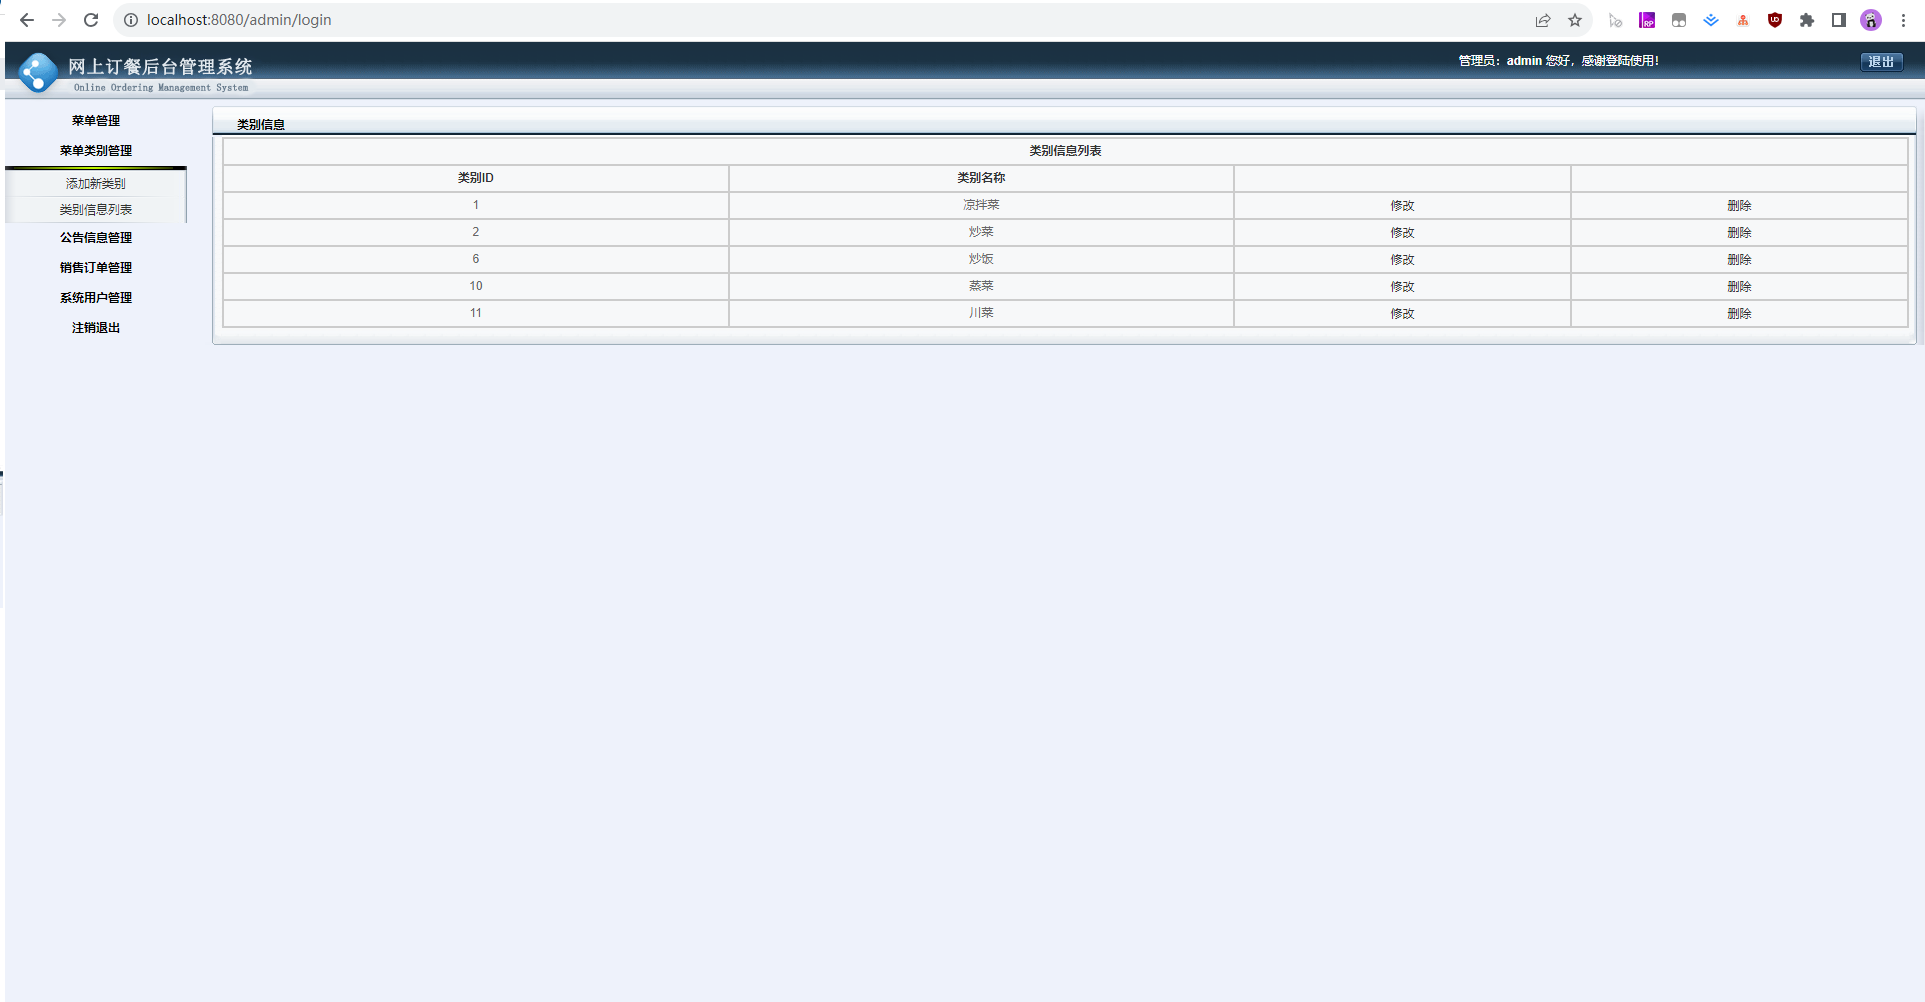 localhost:8080/admin/login
网上订餐后台管理系统
Online Ordering Management System
管理员：admin 您好，感谢登陆使用！
退出
菜单管理
菜单类别管理
添加新类别
类别信息列表
公告信息管理
销售订单管理
系统用户管理
注销退出
类别信息
类别信息列表
类别ID 类别名称
1 凉拌菜 修改 删除
2 炒菜 修改 删除
6 炒饭 修改 删除
10 蒸菜 修改 删除
11 川菜 修改 删除